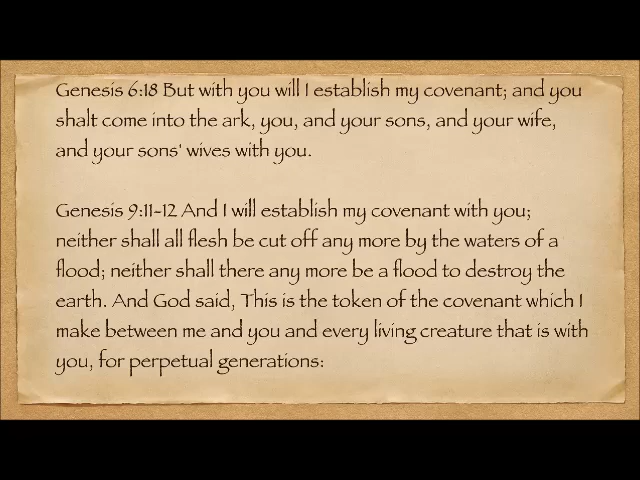 Genesis 6:18 But with you will I establish my covenant; and you
shalt come into the ark, you, and your sons, and your wife,
and your sons' wives with you.
Genesis 9:11-12 And I will establish my covenant with you;
neither shall all flesh be cut off any more by the waters of a
flood; neither shall there any more be a flood to destroy the
earth. And God said, This is the token of the covenant which I
make between me and you and every living creature that is with
you, for perpetual generations: